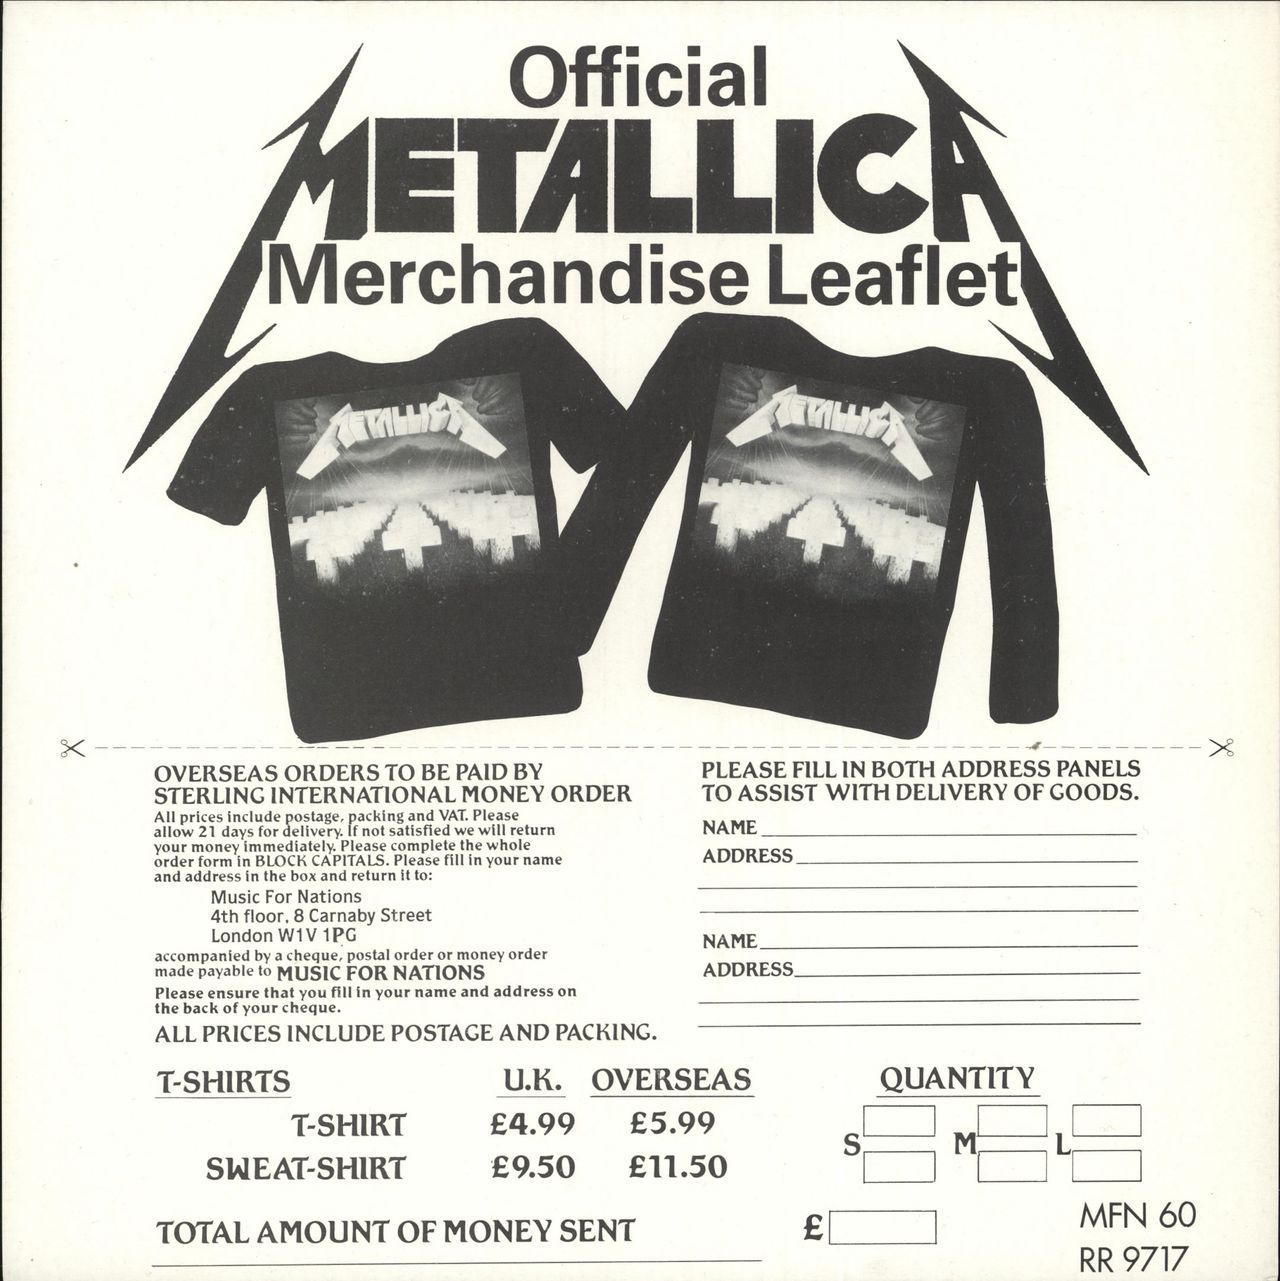 Official
METALLICA
Merchandise Leaflet
METALLICA
METALLICA
OVERSEAS ORDERS TO BE PAID BY
STERLING INTERNATIONAL MONEY ORDER
All prices include postage, packing and VAT. Please
allow 21 days for delivery. If not satisfied we will return
your money immediately. Please complete the whole
order form in BLOCK CAPITALS. Please fill in your name
and address in the box and return it to:
Music For Nations
4th floor, 8 Carnaby Street
London W1V 1PG
accompanied by a cheque, postal order or money order
made payable to MUSIC FOR NATIONS
Please ensure that you fill in your name and address on
the back of your cheque.
ALL PRICES INCLUDE POSTAGE AND PACKING.
PLEASE FILL IN BOTH ADDRESS PANELS
TO ASSIST WITH DELIVERY OF GOODS.
NAME
ADDRESS
NAME
ADDRESS
T-SHIRTS U.K. OVERSEAS QUANTITY
T-SHIRT £4.99 £5.99
S M L
SWEAT-SHIRT £9.50 £11.50
TOTAL AMOUNT OF MONEY SENT £
MFN 60
RR 9717